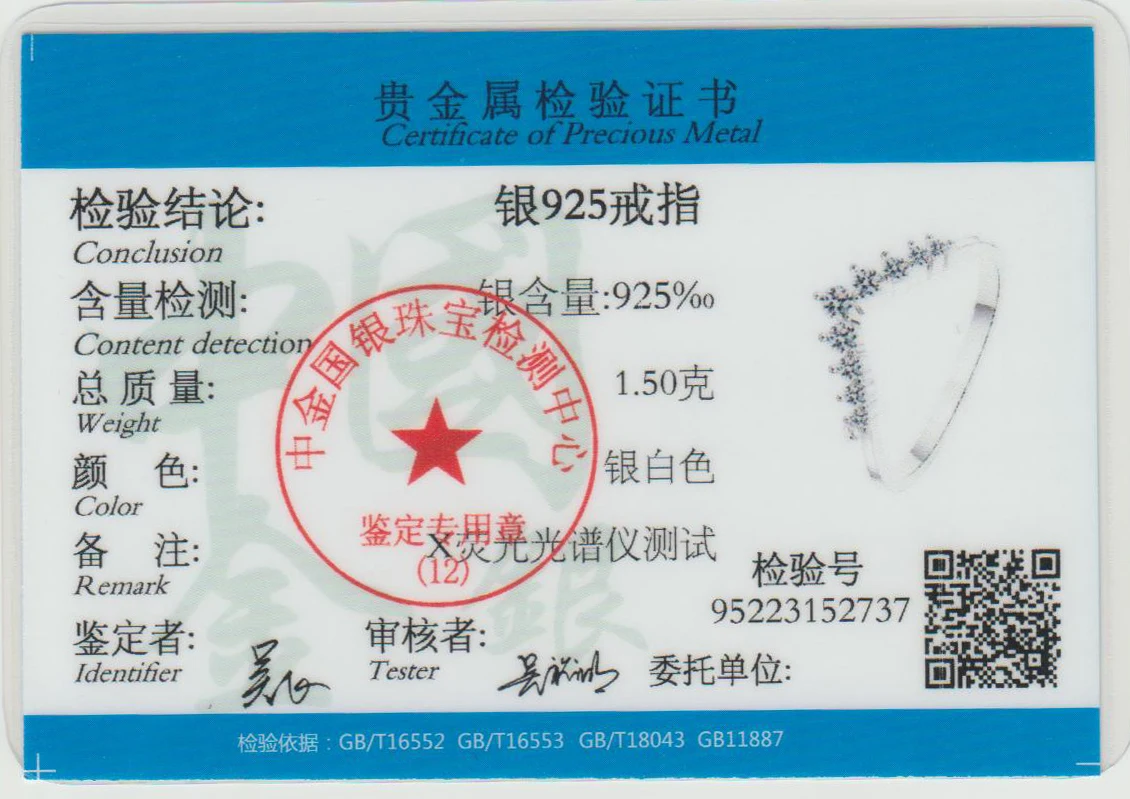 贵金属检验证书
Certificate of Precious Metal
检验结论: 银925戒指
Conclusion
含量检测: 银含量:925‰
Content detection
总质量: 1.50克
Weight
颜 色: 银白色
Color
备 注: X荧光光谱仪测试
Remark
中金国银珠宝检测中心
鉴定专用章
(12)
检验号
95223152737
鉴定者: 审核者: 委托单位:
Identifier Tester
检验依据：GB/T16552 GB/T16553 GB/T18043 GB11887